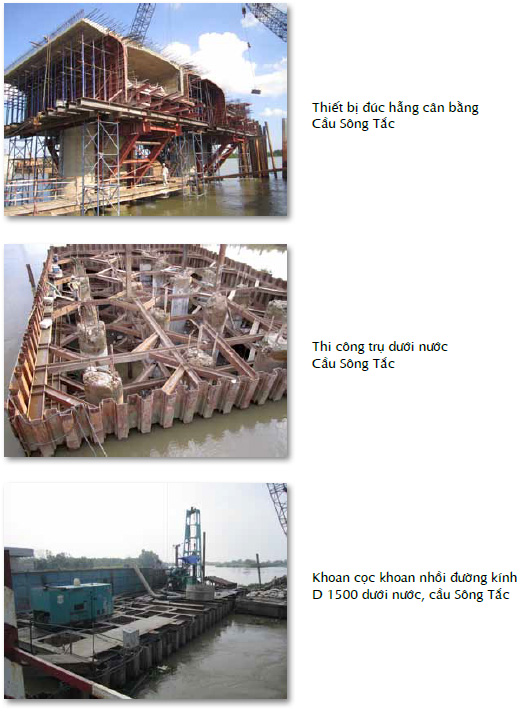 Thiết bị đúc hẫng cân bằng
Cầu Sông Tắc
Thi công trụ dưới nước
Cầu Sông Tắc
Khoan cọc khoan nhồi đường kính
D 1500 dưới nước, cầu Sông Tắc